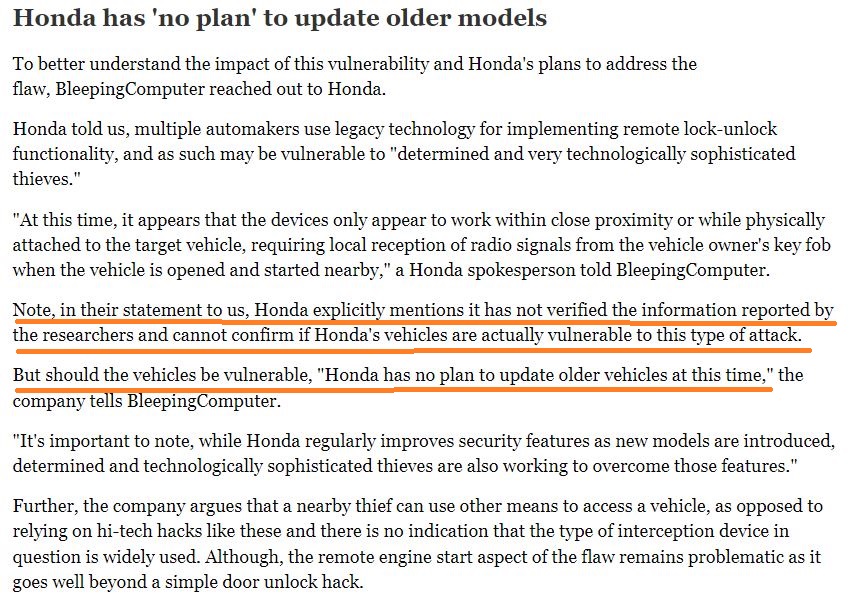 Honda has 'no plan' to update older models
To better understand the impact of this vulnerability and Honda's plans to address the
flaw, BleepingComputer reached out to Honda.
Honda told us, multiple automakers use legacy technology for implementing remote lock-unlock
functionality, and as such may be vulnerable to "determined and very technologically sophisticated
thieves."
"At this time, it appears that the devices only appear to work within close proximity or while physically
attached to the target vehicle, requiring local reception of radio signals from the vehicle owner's key fob
when the vehicle is opened and started nearby," a Honda spokesperson told BleepingComputer.
Note, in their statement to us, Honda explicitly mentions it has not verified the information reported by
the researchers and cannot confirm if Honda's vehicles are actually vulnerable to this type of attack.
But should the vehicles be vulnerable, "Honda has no plan to update older vehicles at this time," the
company tells BleepingComputer.
"It's important to note, while Honda regularly improves security features as new models are introduced,
determined and technologically sophisticated thieves are also working to overcome those features."
Further, the company argues that a nearby thief can use other means to access a vehicle, as opposed to
relying on hi-tech hacks like these and there is no indication that the type of interception device in
question is widely used. Although, the remote engine start aspect of the flaw remains problematic as it
goes well beyond a simple door unlock hack.